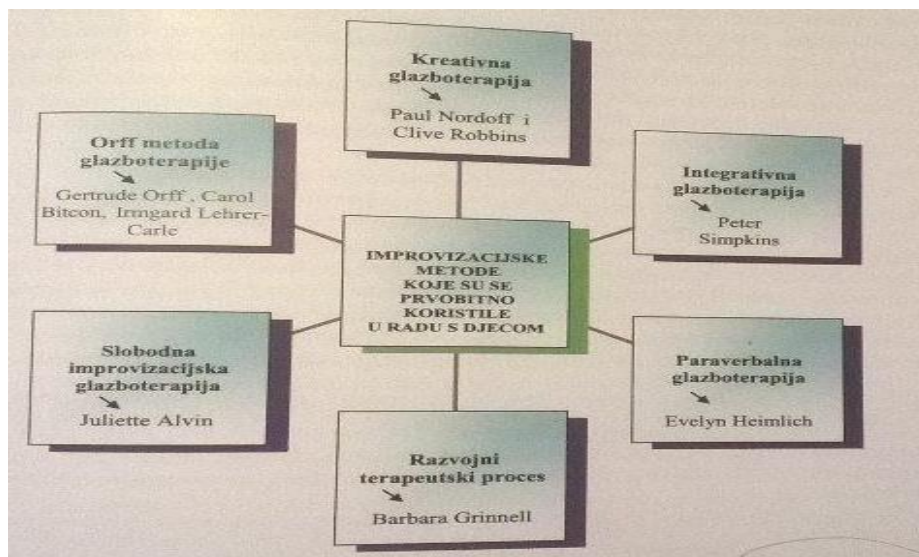 Kreativna
glazboterapija
Paul Nordoff i
Clive Robbins
Orff metoda
glazboterapije
Gertrude Orff , Carol
Bitcon, Irmgard Lehrer-
Carle
Integrativna
glazboterapija
Peter
Simpkins
IMPROVIZACIJSKE
METODE
KOJE SU SE
PRVOBITNO
KORISTILE
U RADU S DJECOM
Slobodna
improvizacijska
glazboterapija
Juliette Alvin
Paraverbalna
glazboterapija
Evelyn Heimlich
Razvojni
terapeutski proces
Barbara Grinnell